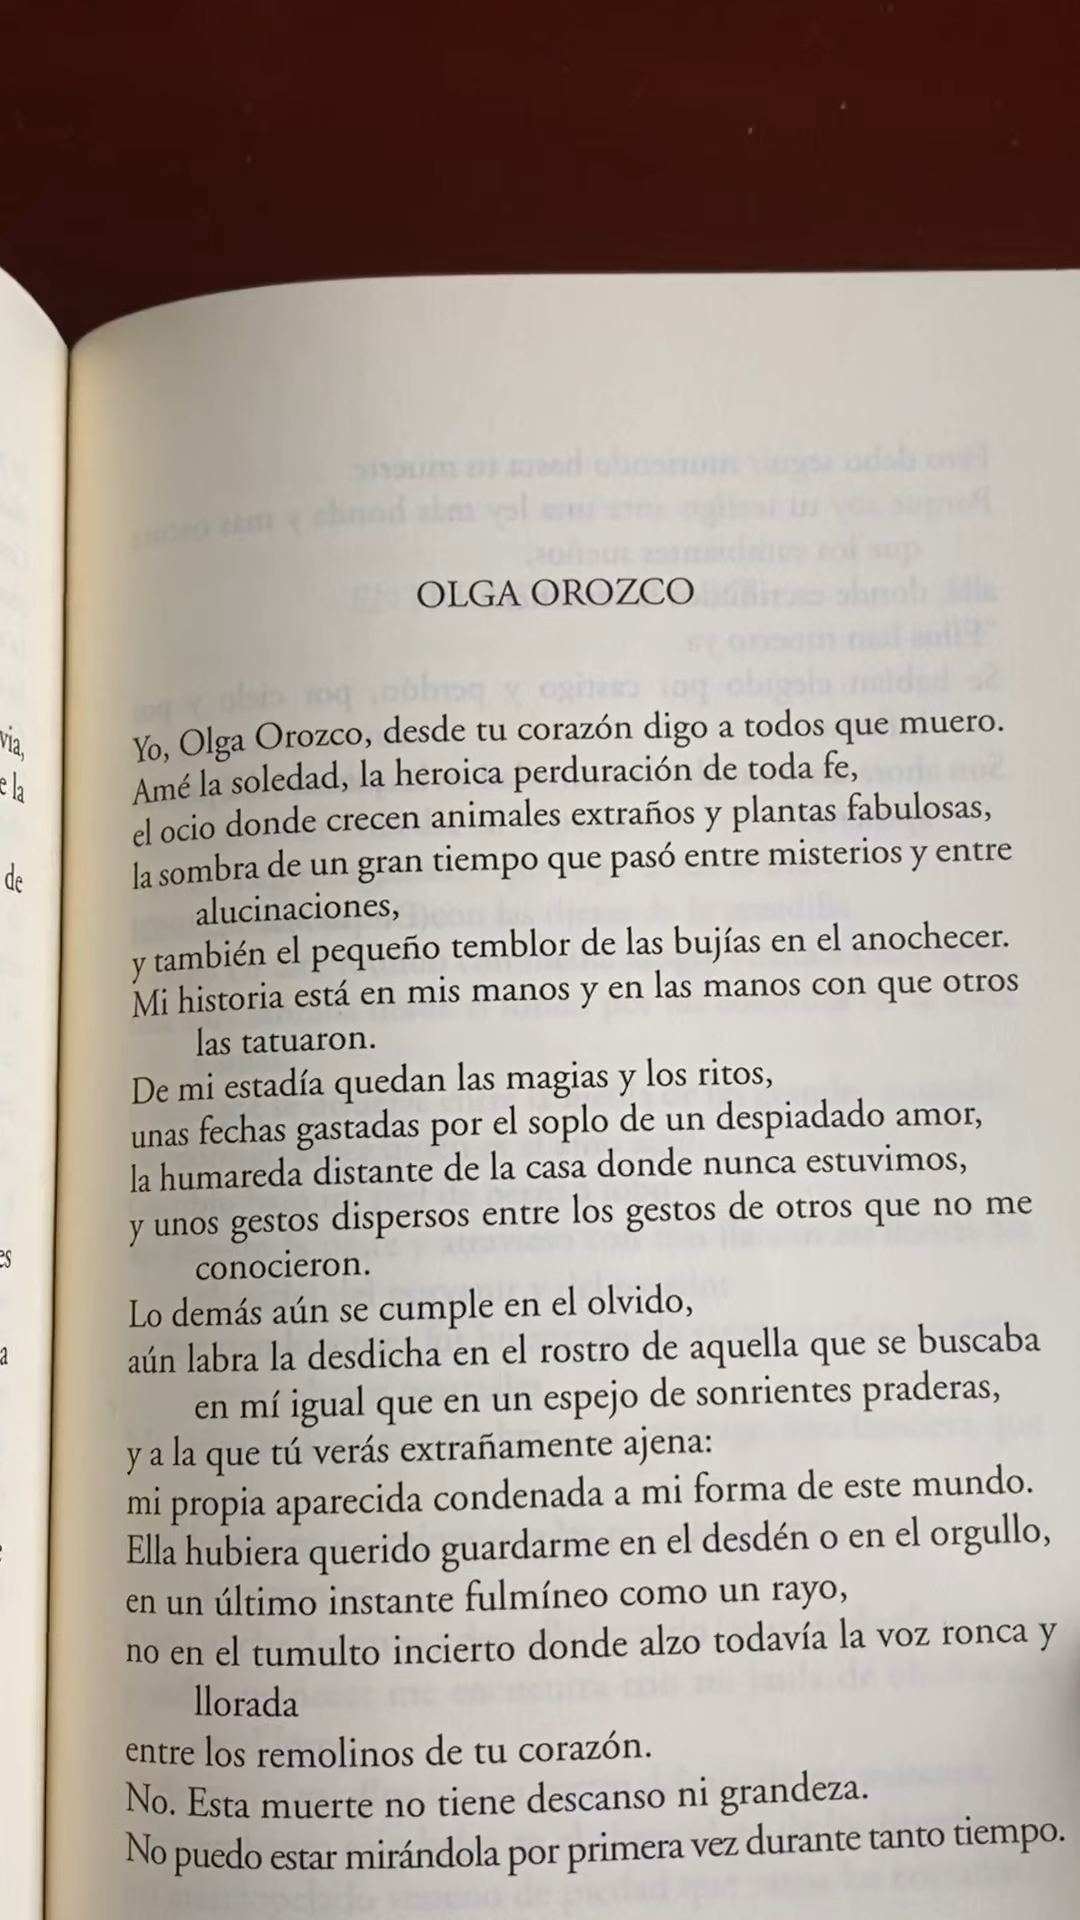 OLGA OROZCO
Yo, Olga Orozco, desde tu corazón digo a todos que muero.
Amé la soledad, la heroica perduración de toda fe,
el ocio donde crecen animales extraños y plantas fabulosas,
la sombra de un gran tiempo que pasó entre misterios y entre
alucinaciones,
y también el pequeño temblor de las bujías en el anochecer.
Mi historia está en mis manos y en las manos con que otros
las tatuaron.
De mi estadía quedan las magias y los ritos,
unas fechas gastadas por el soplo de un despiadado amor,
la humareda distante de la casa donde nunca estuvimos,
y unos gestos dispersos entre los gestos de otros que no me
conocieron.
Lo demás aún se cumple en el olvido,
aún labra la desdicha en el rostro de aquella que se buscaba
en mí igual que en un espejo de sonrientes praderas,
y a la que tú verás extrañamente ajena:
mi propia aparecida condenada a mi forma de este mundo.
Ella hubiera querido guardarme en el desdén o en el orgullo,
en un último instante fulmíneo como un rayo,
no en el tumulto incierto donde alzo todavía la voz ronca y
llorada
entre los remolinos de tu corazón.
No. Esta muerte no tiene descanso ni grandeza.
No puedo estar mirándola por primera vez durante tanto tiempo.